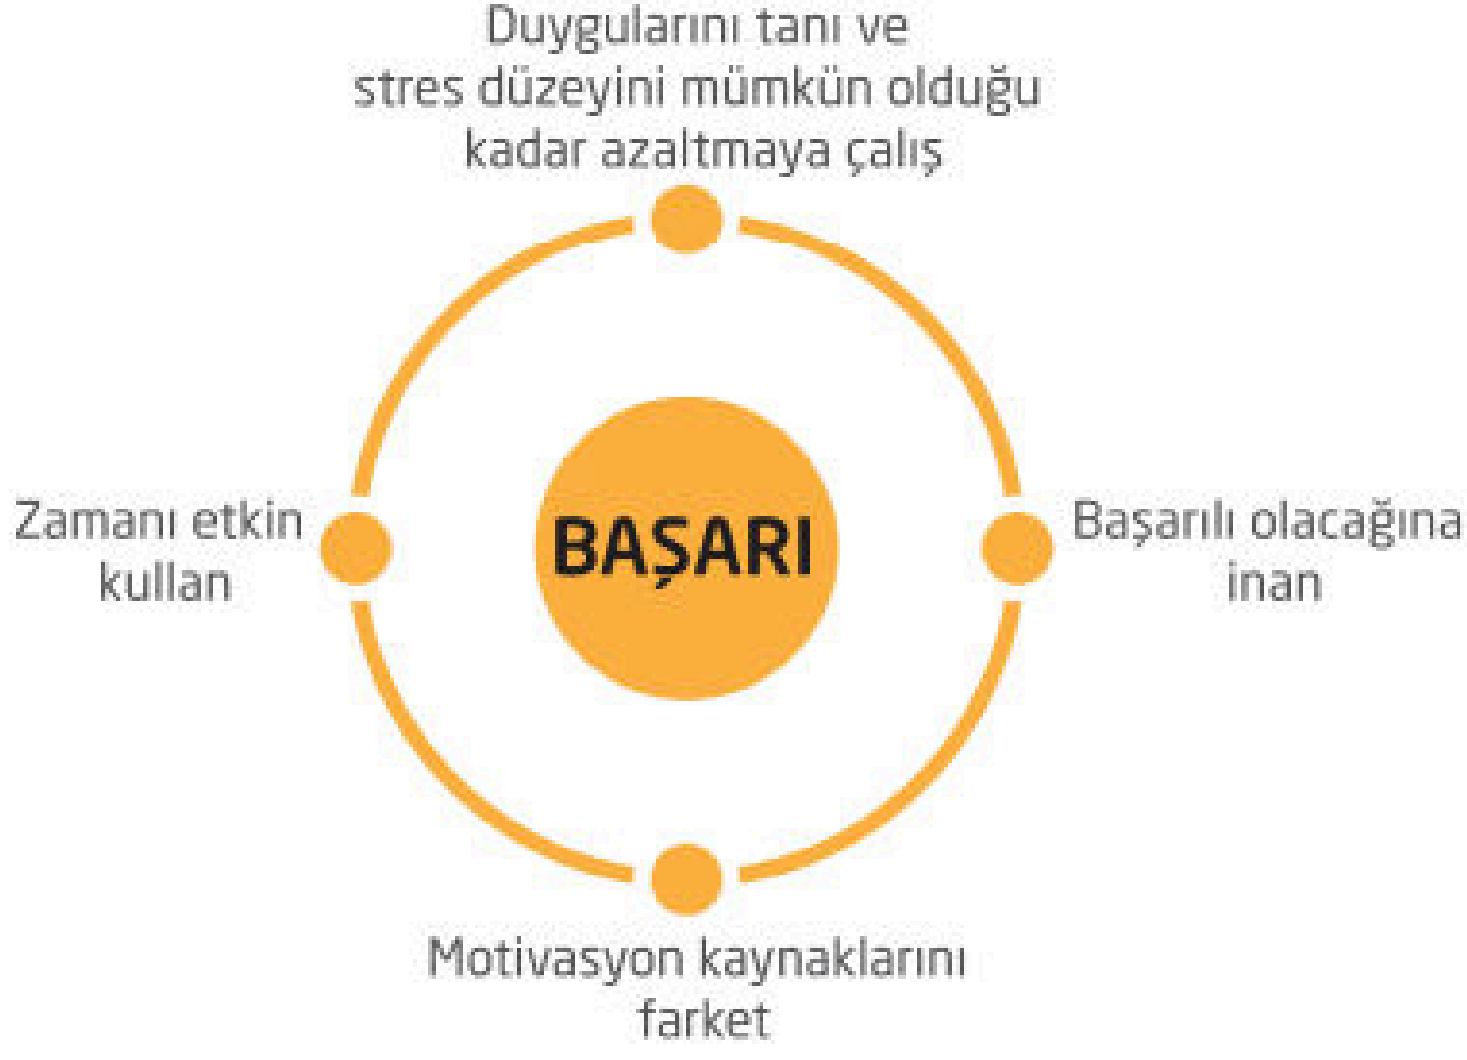 Duygularını tanı ve
stres düzeyini mümkün olduğu
kadar azaltmaya çalış
Zamanı etkin
kullan
BAŞARI
Başarılı olacağına
inan
Motivasyon kaynaklarını
farket